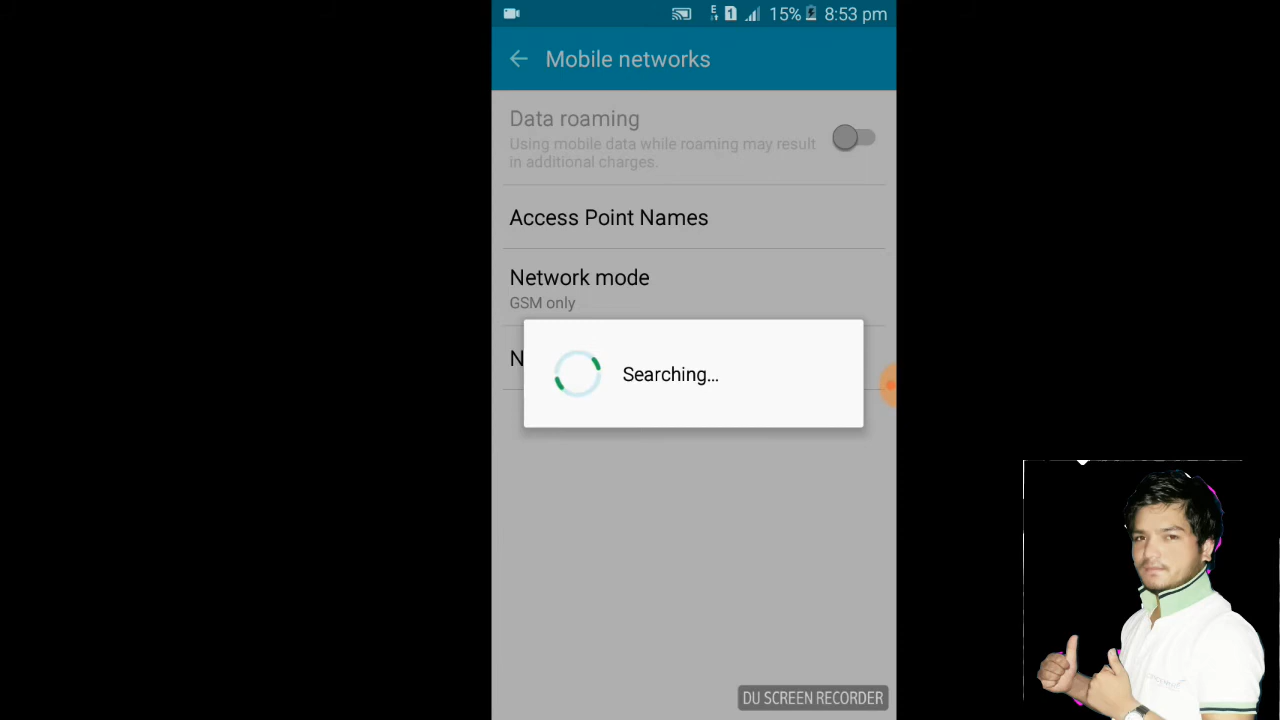 E 1 15% 8:53 pm
Mobile networks
Data roaming
Using mobile data while roaming may result
in additional charges.
Access Point Names
Network mode
GSM only
N
Searching...
DU SCREEN RECORDER